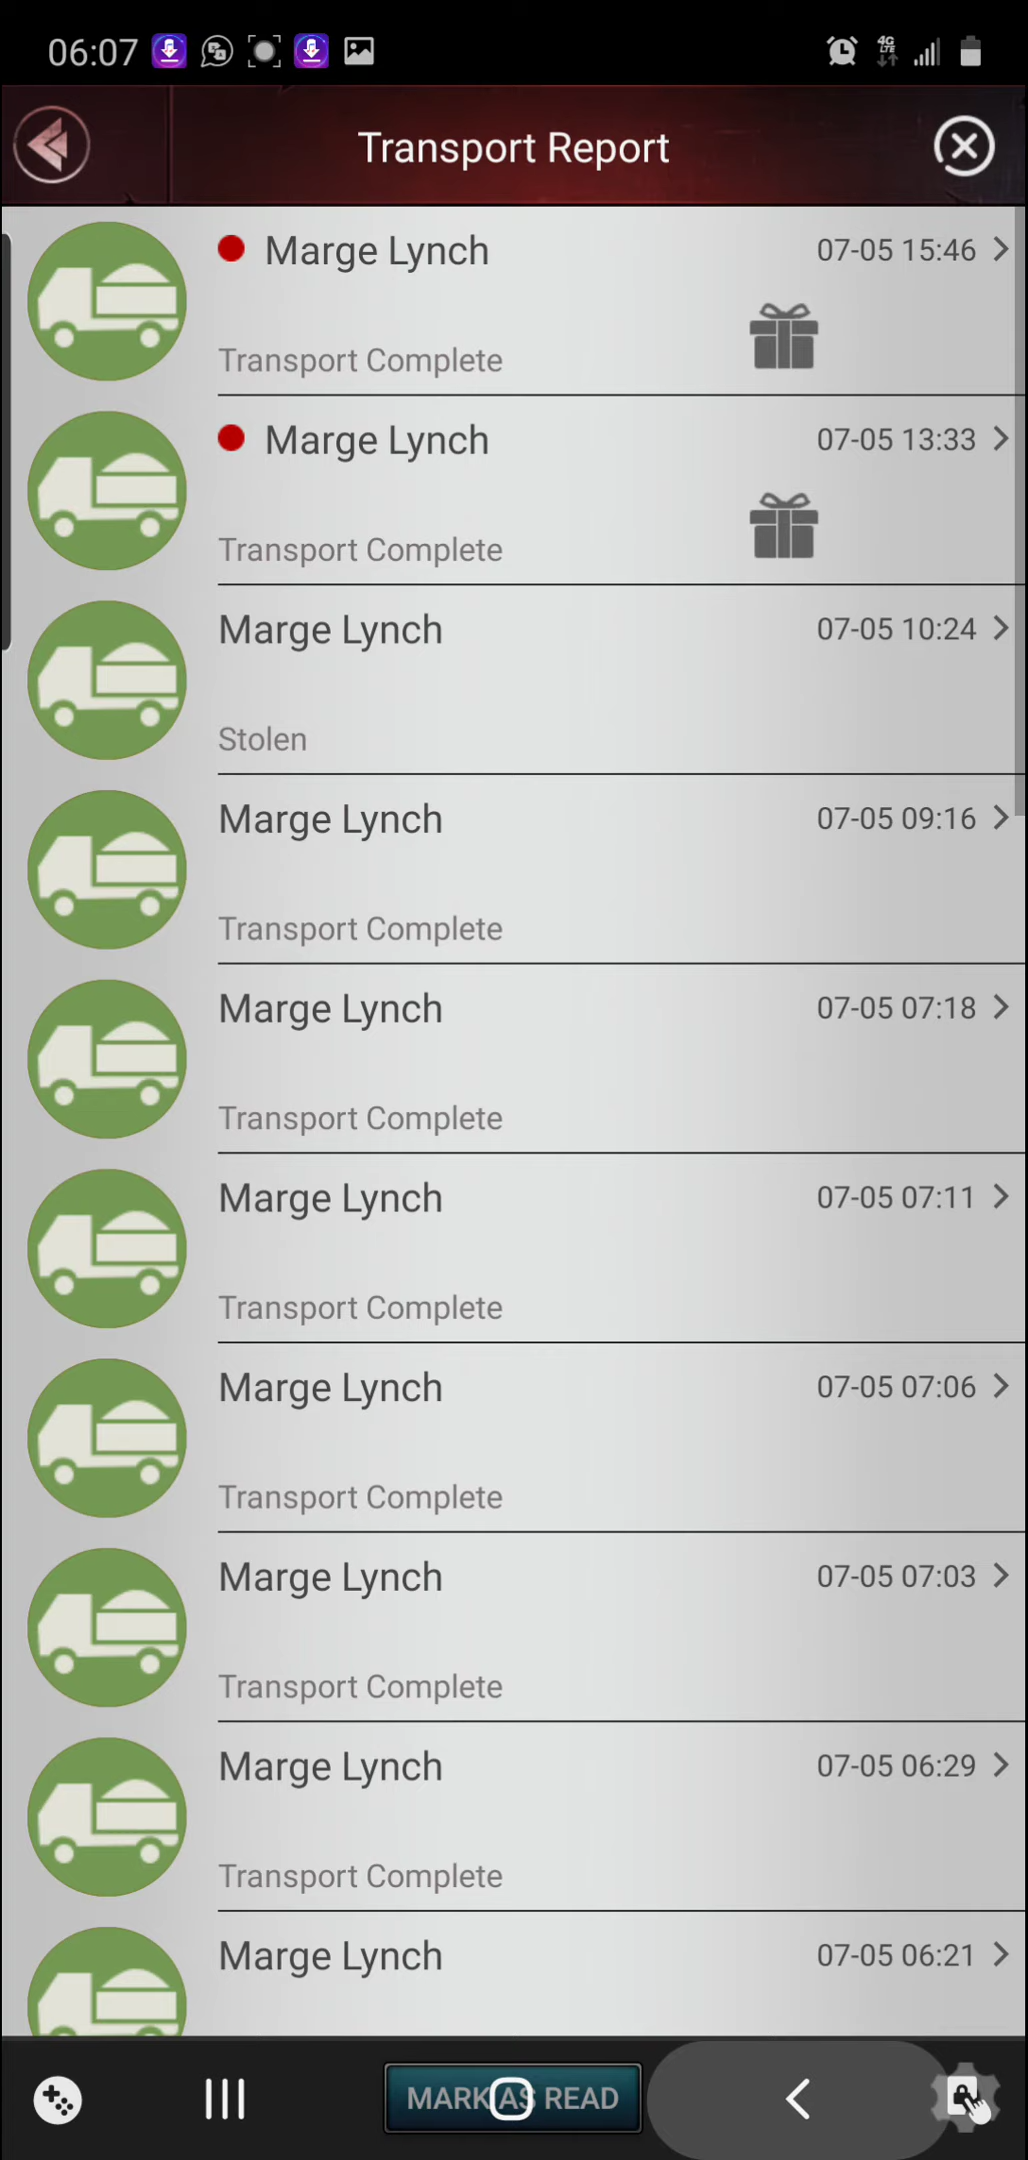 06:07
4G
LTE
Transport Report
Marge Lynch 07-05 15:46
Transport Complete
Marge Lynch 07-05 13:33
Transport Complete
Marge Lynch 07-05 10:24
Stolen
Marge Lynch 07-05 09:16
Transport Complete
Marge Lynch 07-05 07:18
Transport Complete
Marge Lynch 07-05 07:11
Transport Complete
Marge Lynch 07-05 07:06
Transport Complete
Marge Lynch 07-05 07:03
Transport Complete
Marge Lynch 07-05 06:29
Transport Complete
Marge Lynch 07-05 06:21
MARK AS READ